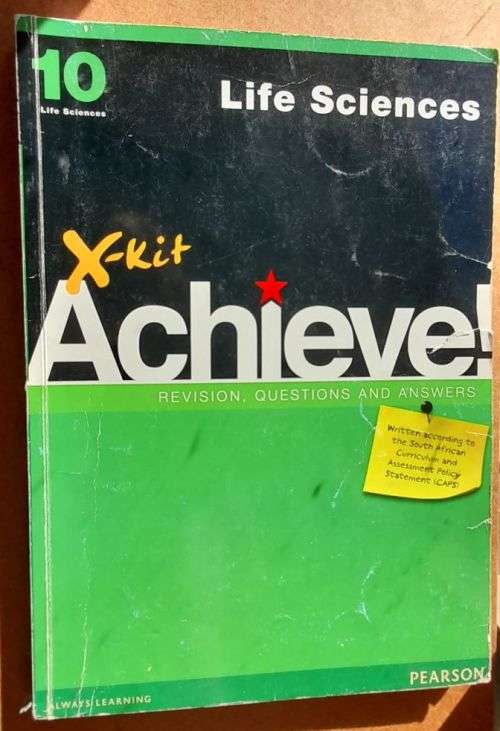 10
Life Sciences
Life Sciences
X-kit
Achieve!
REVISION, QUESTIONS AND ANSWERS
Written according to
the South African
Curriculum and
Assessment Policy
Statement (CAPS)
PEARSON
ALWAYS LEARNING